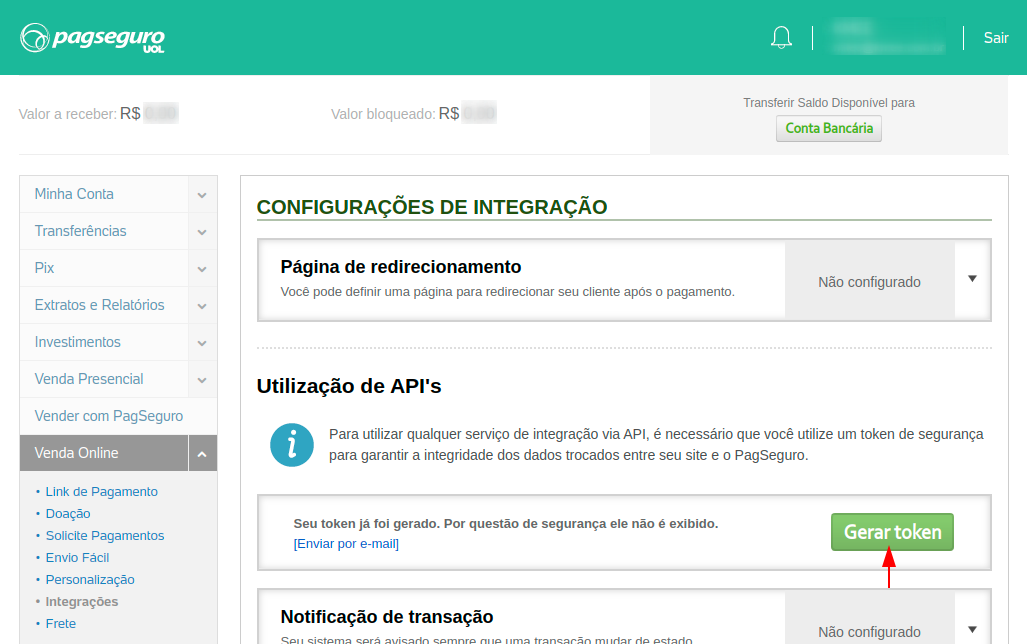 pagseguro
UOL
Sair
Valor a receber: R$
Valor bloqueado: R$
Transferir Saldo Disponível para
Conta Bancária
Minha Conta
Transferências
Pix
Extratos e Relatórios
Investimentos
Venda Presencial
Vender com PagSeguro
Venda Online
• Link de Pagamento
• Doação
• Solicite Pagamentos
• Envio Fácil
• Personalização
• Integrações
• Frete
CONFIGURAÇÕES DE INTEGRAÇÃO
Página de redirecionamento
Você pode definir uma página para redirecionar seu cliente após o pagamento.
Não configurado
Utilização de API's
Para utilizar qualquer serviço de integração via API, é necessário que você utilize um token de segurança
para garantir a integridade dos dados trocados entre seu site e o PagSeguro.
Seu token já foi gerado. Por questão de segurança ele não é exibido.
[Enviar por e-mail]
Gerar token
Notificação de transação
Seu sistema será avisado sempre que uma transação mudar de estado.
Não configurado